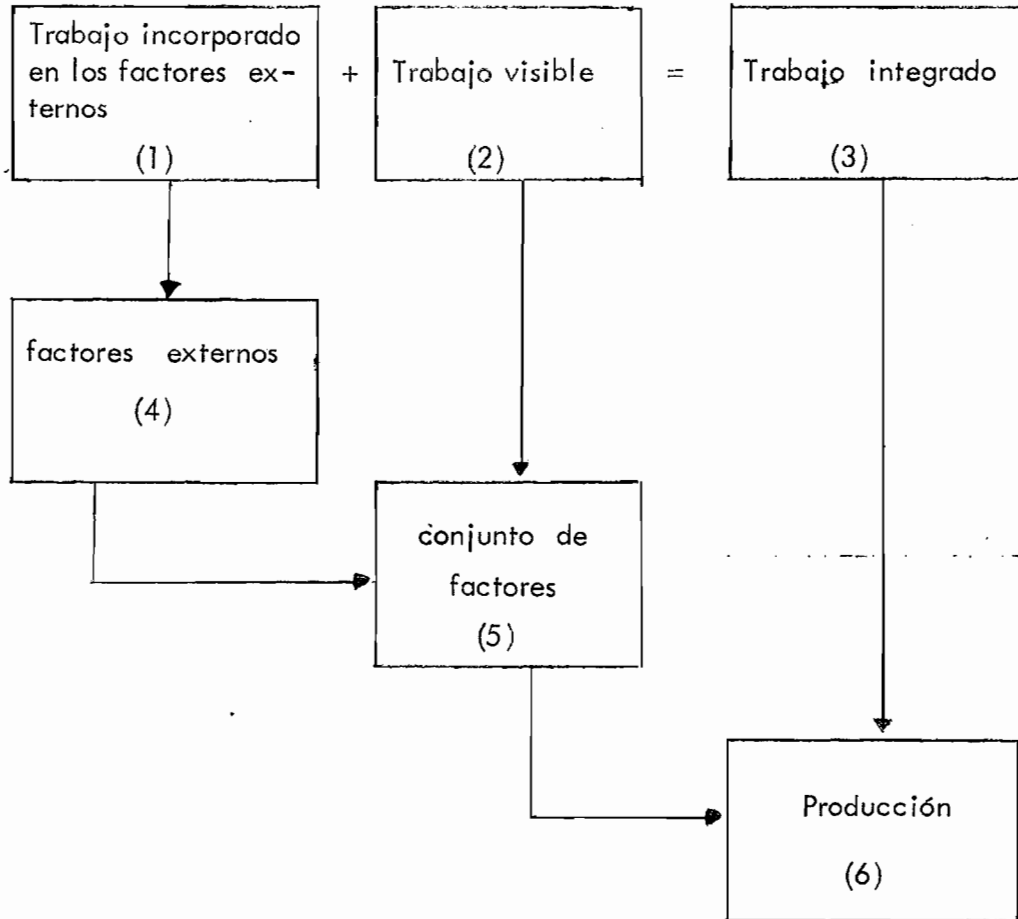 Trabajo incorporado
en los factores ex-
ternos
(1)
+
Trabajo visible
(2)
=
Trabajo integrado
(3)
factores externos
(4)
conjunto de
factores
(5)
Producción
(6)